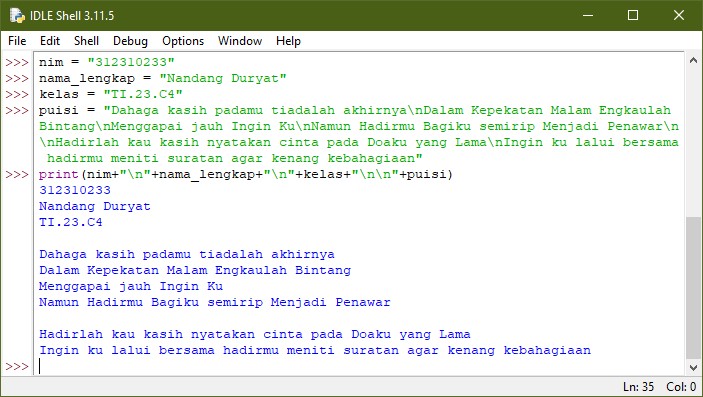 IDLE Shell 3.11.5
File Edit Shell Debug Options Window Help
>>> nim = "312310233"
>>> nama_lengkap = "Nandang Duryat"
>>> kelas = "TI.23.C4"
>>> puisi = "Dahaga kasih padamu tiadalah akhirnya\nDalam Kepekatan Malam Engkaulah
Bintang\nMenggapai jauh Ingin Ku\nNamun Hadirmu Bagiku semirip Menjadi Penawar\n
\nHadirlah kau kasih nyatakan cinta pada Doaku yang Lama\nIngin ku lalui bersama
hadirmu meniti suratan agar kenang kebahagiaan"
>>> print(nim+"\n"+nama_lengkap+"\n"+kelas+"\n\n"+puisi)
312310233
Nandang Duryat
TI.23.C4
Dahaga kasih padamu tiadalah akhirnya
Dalam Kepekatan Malam Engkaulah Bintang
Menggapai jauh Ingin Ku
Namun Hadirmu Bagiku semirip Menjadi Penawar
Hadirlah kau kasih nyatakan cinta pada Doaku yang Lama
Ingin ku lalui bersama hadirmu meniti suratan agar kenang kebahagiaan
>>>
Ln: 35 Col: 0